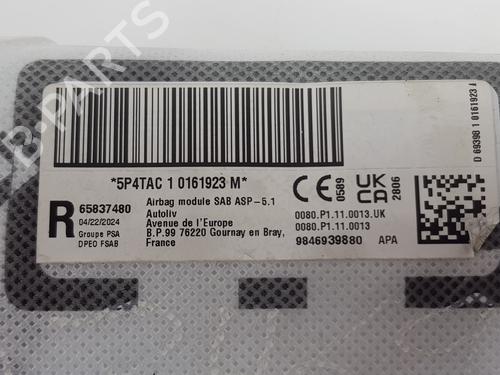 *5P4TAC 1 0161923 M*
R
65837480
04/22/2024
Groupe PSA
DPEO FSAB
Airbag module SAB ASP-5.1
Autoliv
Avenue de l'Europe
B.P.99 76220 Gournay en Bray,
France
CE
0589
UK
CA
2806
0080.P1.11.0013.UK
0080.P1.11.0013
9846939880 APA
D 69398 1 0161923 A
B-PARTS